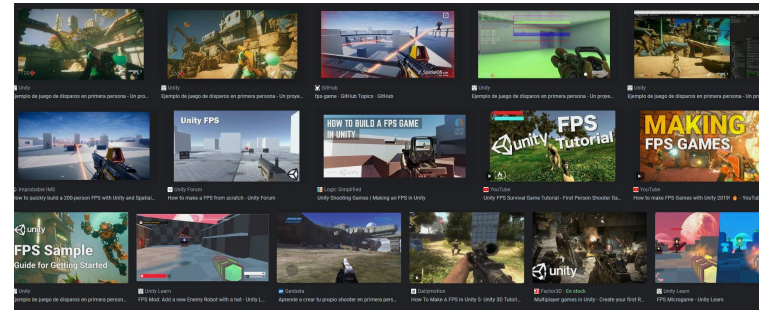 Unity
Ejemplo de juego de disparos en primera persona - Un pro...
Unity
Ejemplo de juego de disparos en primera persona - Un proye...
GitHub
fps-game · GitHub Topics · GitHub
Unity
Ejemplo de juego de disparos en primera persona - Un proye...
Unity
Ejemplo de juego de disparos en primera persona - Un proy
Improbable IMS
How to quickly build a 200-person FPS with Unity and Spatial...
Unity FPS
Unity Forum
How to make a FPS from scratch - Unity Forum
HOW TO BUILD A FPS GAME
IN UNITY
Logic Simplified
Unity Shooting Games | Making an FPS in Unity
unity FPS
Tutorial
YouTube
Unity FPS Survival Game Tutorial - First Person Shooter Ga...
MAKING
FPS GAMES
YouTube
How to make FPS Games with Unity 2019! 🔥 - YouTub
unity
FPS Sample
Guide for Getting Started
Unity
Ejemplo de juego de disparos en primera person...
Unity Learn
FPS Mod: Add a new Enemy Robot with a hat - Unity L...
Genbeta
Aprende a crear tu propio shooter en primera pers...
Dailymotion
How To Make A FPS In Unity 5- Unity 3D Tutori...
unity
Factor3D · En stock
Multiplayer games in Unity - Create your first R...
Unity Learn
FPS Microgame - Unity Learn